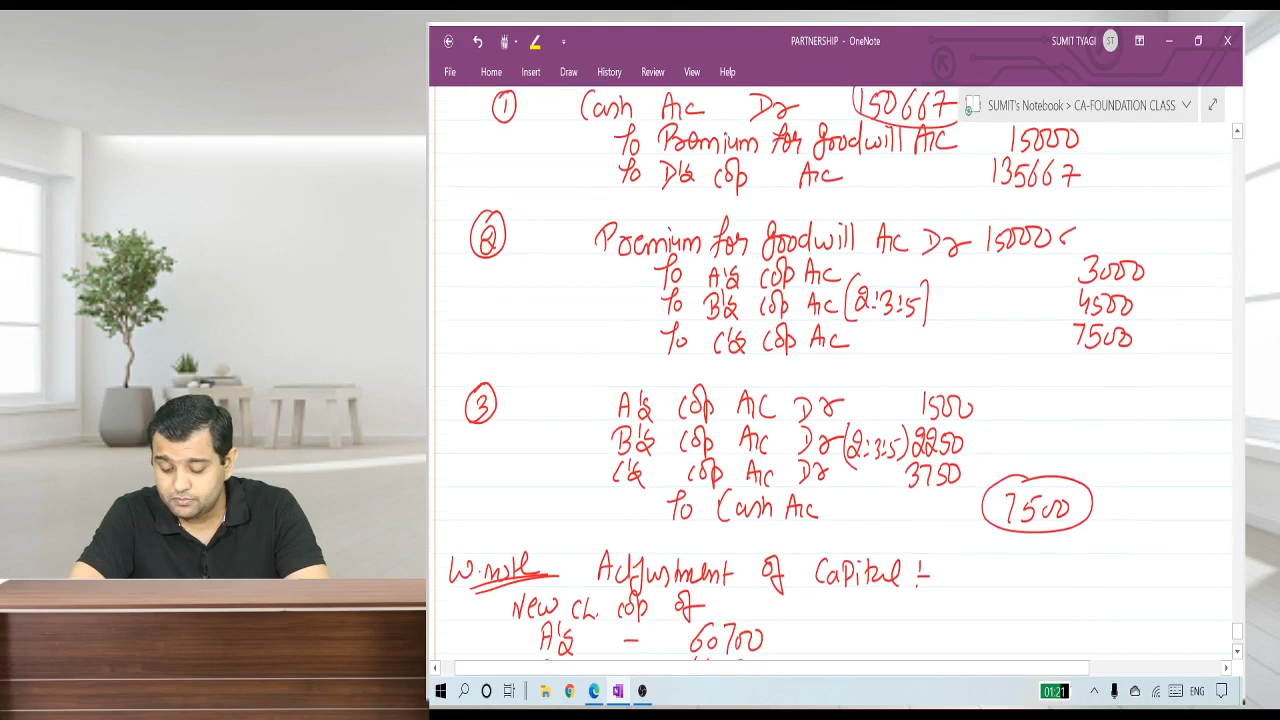 PARTNERSHIP - OneNote
SUMIT TYAGI ST
File Home Insert Draw History Review View Help
SUMIT's Notebook > CA-FOUNDATION CLASS
① Cash A/c Dr 150667
To Premium for goodwill A/C 15000
To D's cap A/c 135667
② Premium for Goodwill A/c Dr 15000
To A's cap A/c 3000
To B's cap A/c (2:3:5) 4500
To C's cap A/c 7500
③ A's cap A/C Dr 1500
B's cap A/c Dr (2:3:5) 2250
C's cap A/c Dr 3750
To Cash A/c 7500
W.note Adjusment of Capital :-
New CL. cap of
A's - 60700
01:21 ENG